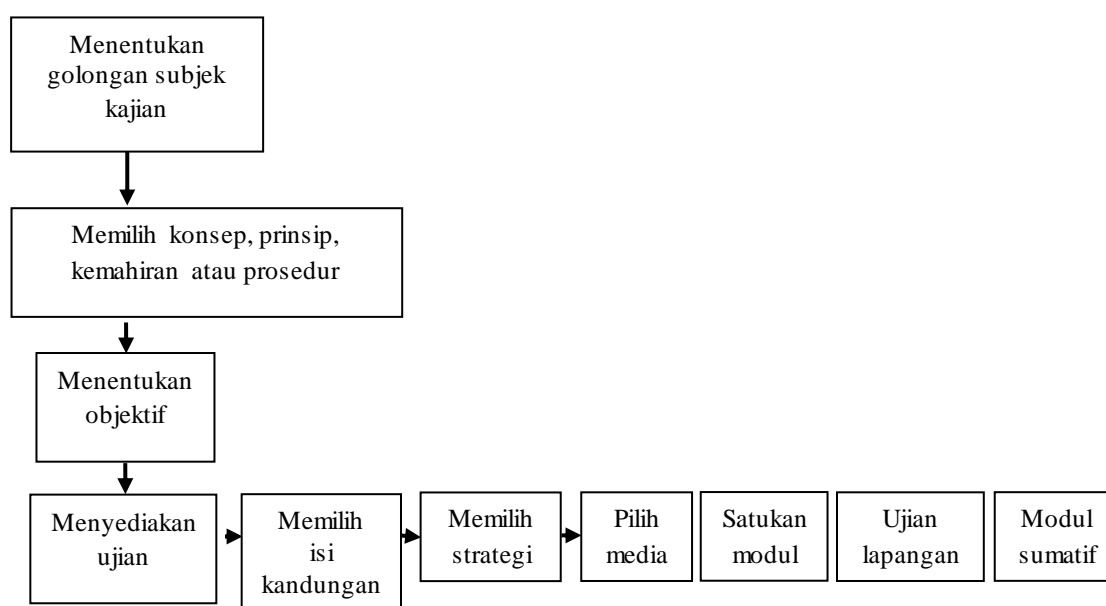 Menentukan
golongan subjek
kajian
Memilih konsep, prinsip,
kemahiran atau prosedur
Menentukan
objektif
Menyediakan
ujian
Memilih
isi
kandungan
Memilih
strategi
Pilih
media
Satukan
modul
Ujian
lapangan
Modul
sumatif